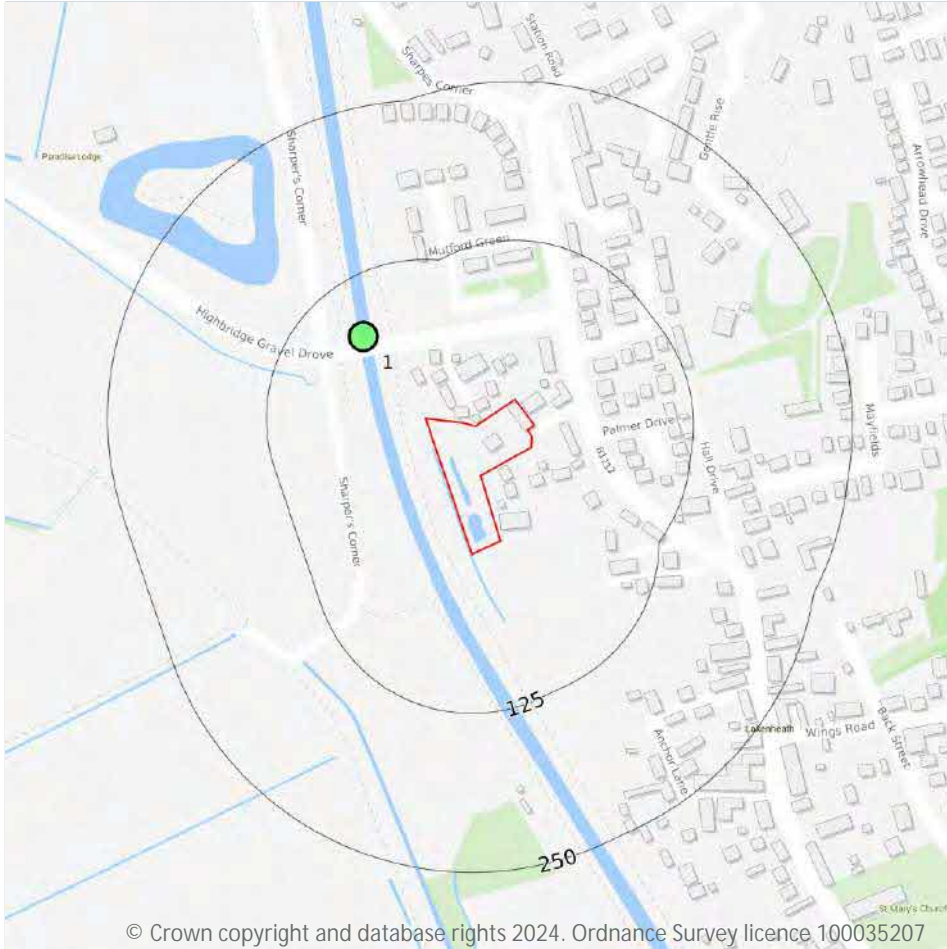 Station Road
Sharpes Corner
Gentle Rise
Paradise Lodge
Sharper's Corner
Arrowhead Drive
Mutford Green
Highbridge Gravel Drove
1
Palmer Drive
Mayfields
B1112
Hall Drive
Sharper's Corner
125
Lakenheath
Wings Road
Back Street
Anchor Lane
250
St Mary's Church
© Crown copyright and database rights 2024. Ordnance Survey licence 100035207